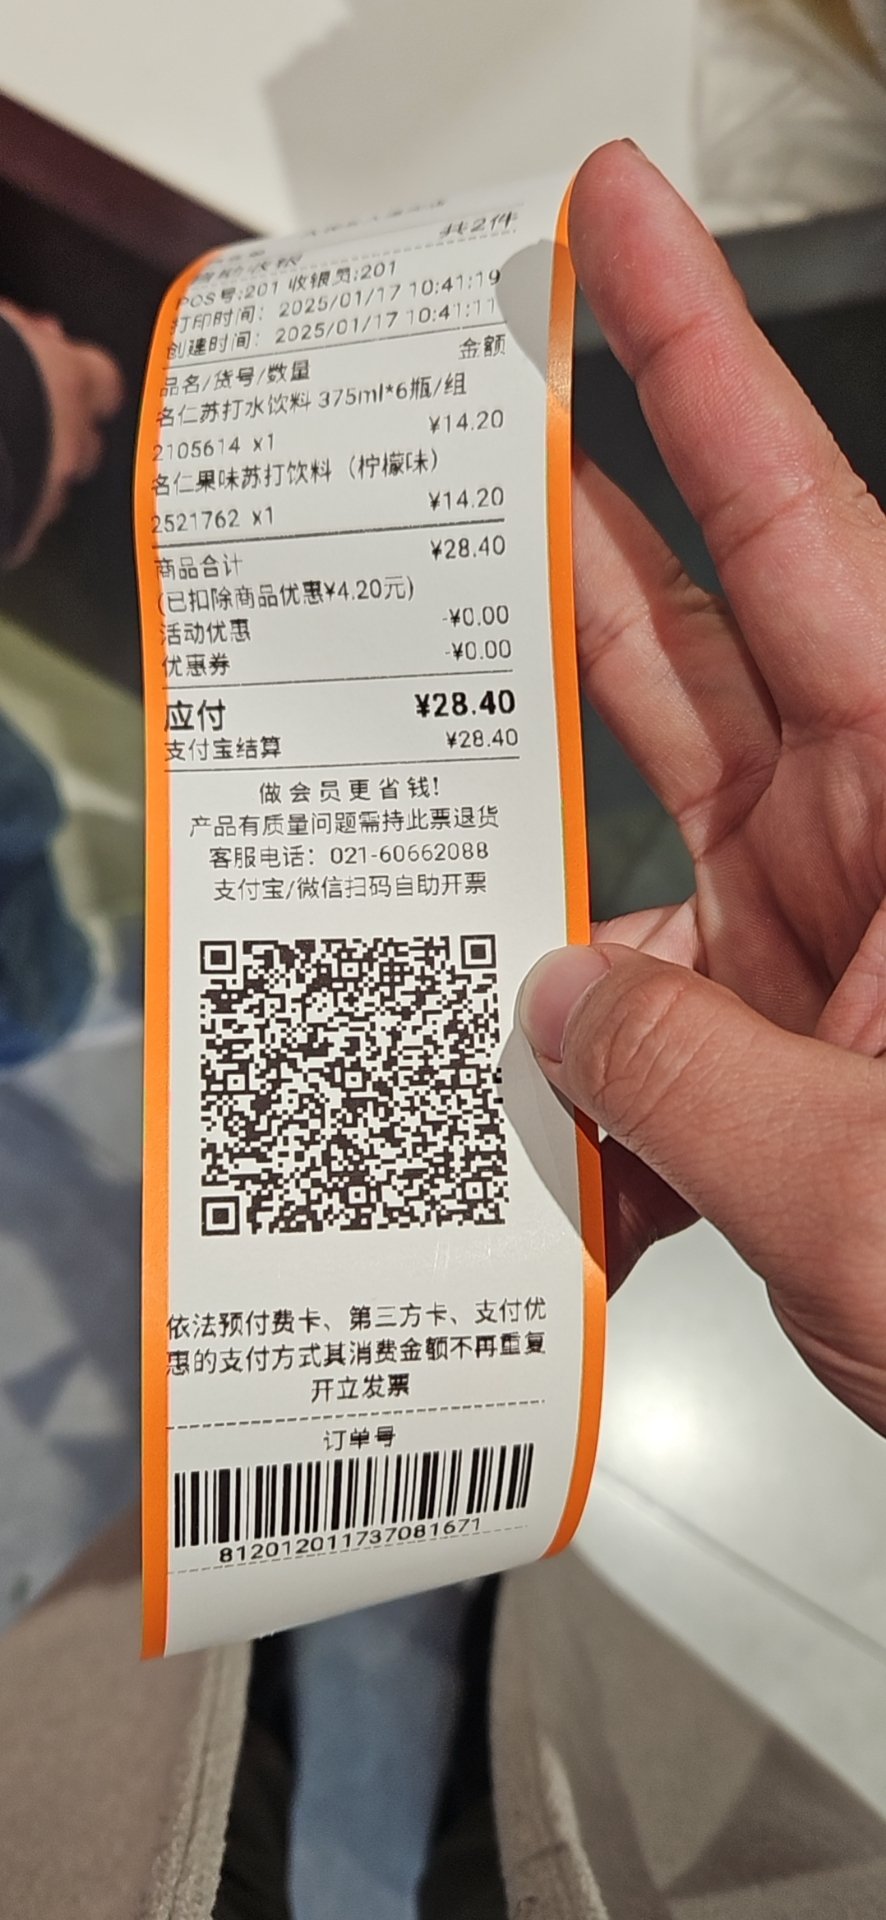 共2件
自助收银
POS号:201 收银员:201
打印时间: 2025/01/17 10:41:19
创建时间: 2025/01/17 10:41:11
品名/货号/数量 金额
名仁苏打水饮料 375ml*6瓶/组
2105614 x1 ¥14.20
名仁果味苏打饮料 (柠檬味)
2521762 x1 ¥14.20
商品合计 ¥28.40
(已扣除商品优惠¥4.20元)
活动优惠 -¥0.00
优惠券 -¥0.00
应付 ¥28.40
支付宝结算 ¥28.40
做会员更省钱!
产品有质量问题需持此票退货
客服电话: 021-60662088
支付宝/微信扫码自助开票
依法预付费卡、第三方卡、支付优
惠的支付方式其消费金额不再重复
开立发票
订单号
812012011737081671